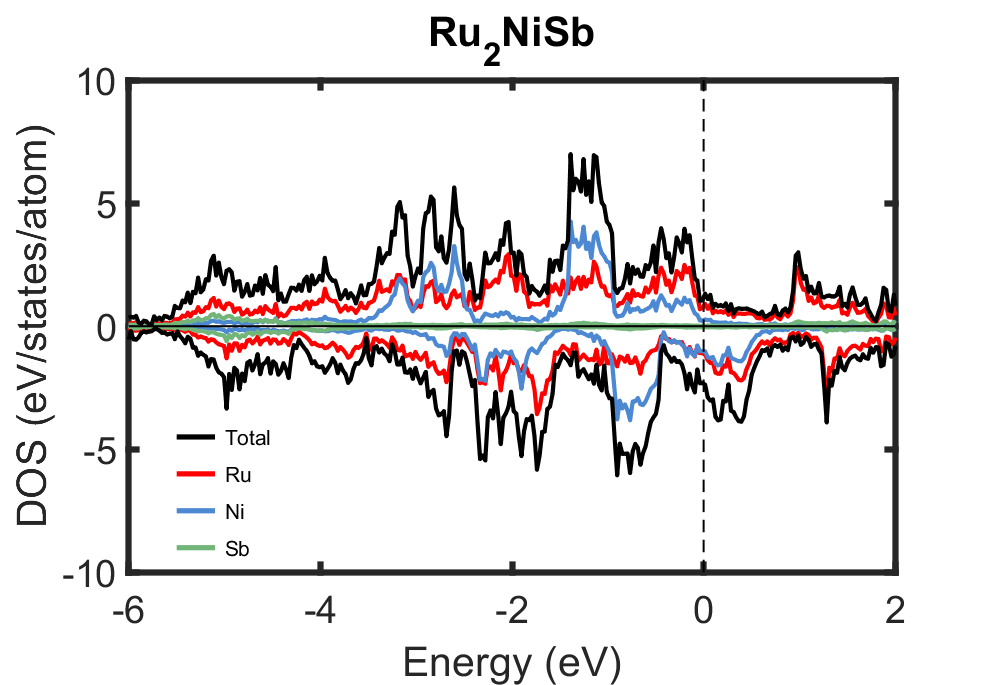 Ru2NiSb
10
5
0
-5
-10
DOS (eV/states/atom)
Total
Ru
Ni
Sb
-6 -4 -2 0 2
Energy (eV)